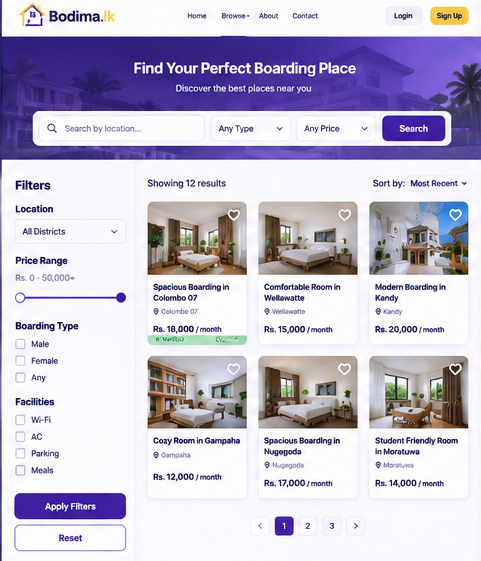 Bodima.lk
Home Browse About Contact Login Sign Up
Find Your Perfect Boarding Place
Discover the best places near you
Search by location...
Any Type
Any Price
Search
Filters
Location
All Districts
Price Range
Rs. 0 - 50,000+
Boarding Type
Male
Female
Any
Facilities
Wi-Fi
AC
Parking
Meals
Apply Filters
Reset
Showing 12 results
Sort by: Most Recent
Spacious Boarding in
Colombo 07
Colombo 07
Rs. 18,000 / month
Comfortable Room in
Wellawatte
Wellawatte
Rs. 15,000 / month
Modern Boarding in
Kandy
Kandy
Rs. 20,000 / month
Cozy Room in Gampaha
Gampaha
Rs. 12,000 / month
Spacious Boarding in
Nugegoda
Nugegoda
Rs. 17,000 / month
Student Friendly Room
in Moratuwa
Moratuwa
Rs. 14,000 / month
1 2 3